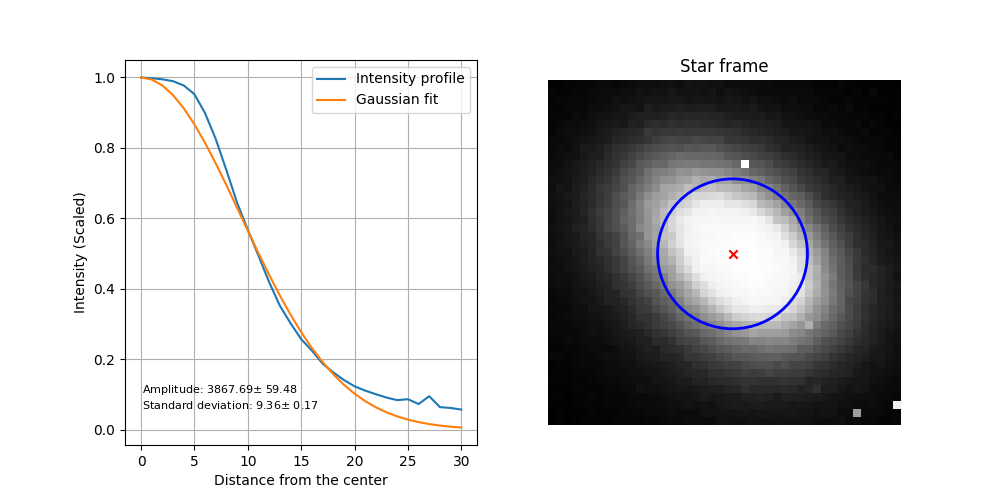 Star frame
Intensity profile
Gaussian fit
Intensity (Scaled)
1.0
0.8
0.6
0.4
0.2
0.0
Amplitude: 3867.69± 59.48
Standard deviation: 9.36± 0.17
0 5 10 15 20 25 30
Distance from the center